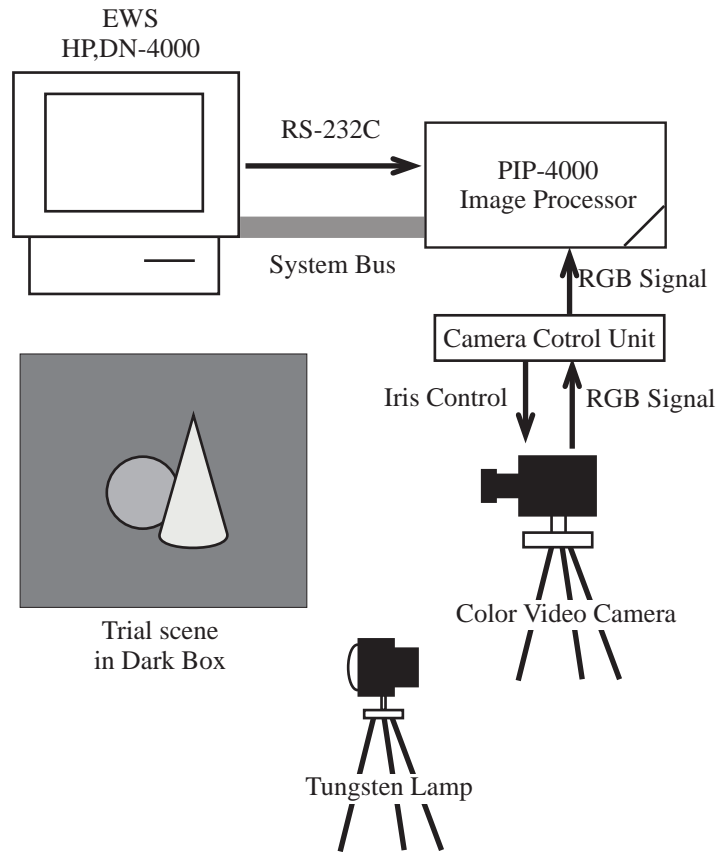 EWS
HP,DN-4000
RS-232C
PIP-4000
Image Processor
System Bus
RGB Signal
Camera Cotrol Unit
Iris Control
RGB Signal
Color Video Camera
Trial scene
in Dark Box
Tungsten Lamp